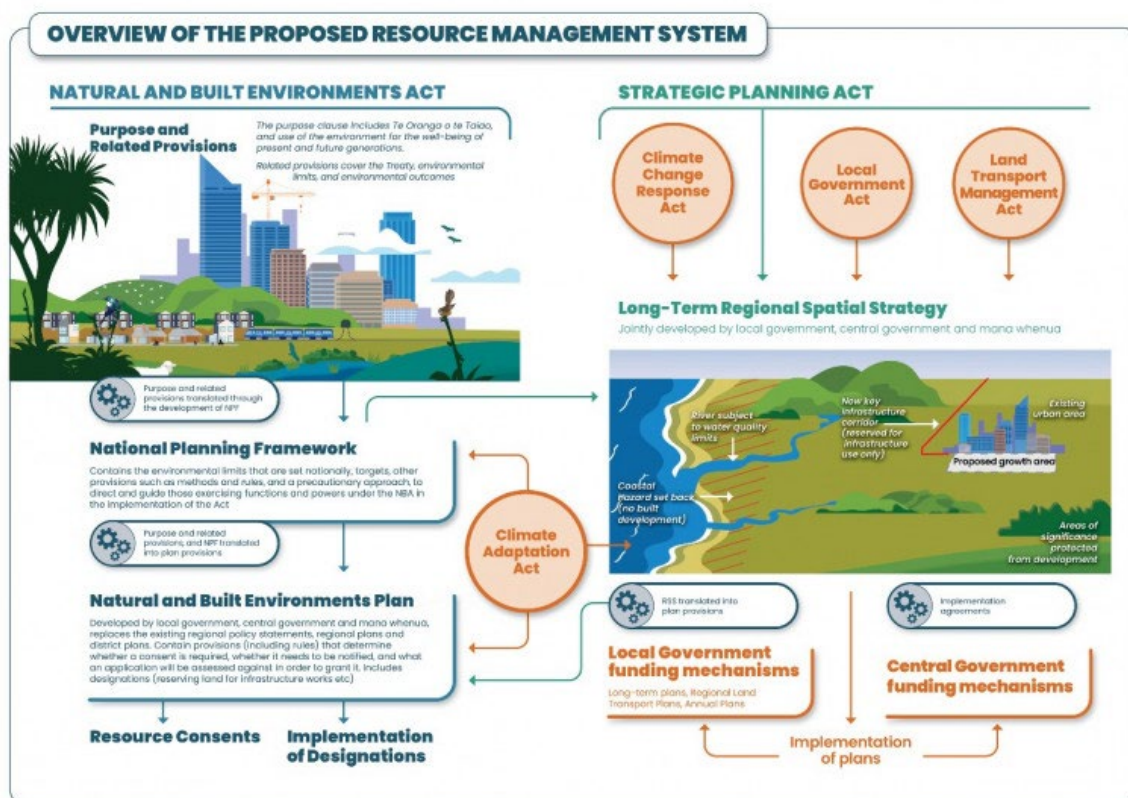 OVERVIEW OF THE PROPOSED RESOURCE MANAGEMENT SYSTEM
NATURAL AND BUILT ENVIRONMENTS ACT
Purpose and
Related Provisions
The purpose clause includes Te Oranga o te Taiao,
and use of the environment for the well-being of
present and future generations.
Related provisions cover the Treaty, environmental
limits, and environmental outcomes
Purpose and related
provisions translated through
the development of NPF
National Planning Framework
Contains the environmental limits that are set nationally, targets, other
provisions such as methods and rules, and a precautionary approach, to
direct and guide those exercising functions and powers under the NBA in
the implementation of the Act
Purpose and related
provisions, and NPF translated
into plan provisions
Natural and Built Environments Plan
Developed by local government, central government and mana whenua,
replaces the existing regional policy statements, regional plans and
district plans. Contain provisions (including rules) that determine
whether a consent is required, whether it needs to be notified, and what
an application will be assessed against in order to grant it. Includes
designations (reserving land for infrastructure works etc)
Resource Consents
Implementation
of Designations
Climate
Adaptation
Act
STRATEGIC PLANNING ACT
Climate
Change
Response
Act
Local
Government
Act
Land
Transport
Management
Act
Long-Term Regional Spatial Strategy
Jointly developed by local government, central government and mana whenua
River subject
to water quality
limits
New key
infrastructure
corridor
(reserved for
infrastructure
use only)
Existing
urban area
Proposed growth area
Coastal
Hazard set back
(no built
development)
Areas of
significance
protected
from development
RSS translated into
plan provisions
Implementation
agreements
Local Government
funding mechanisms
Long-term plans, Regional Land
Transport Plans, Annual Plans
Central Government
funding mechanisms
Implementation
of plans